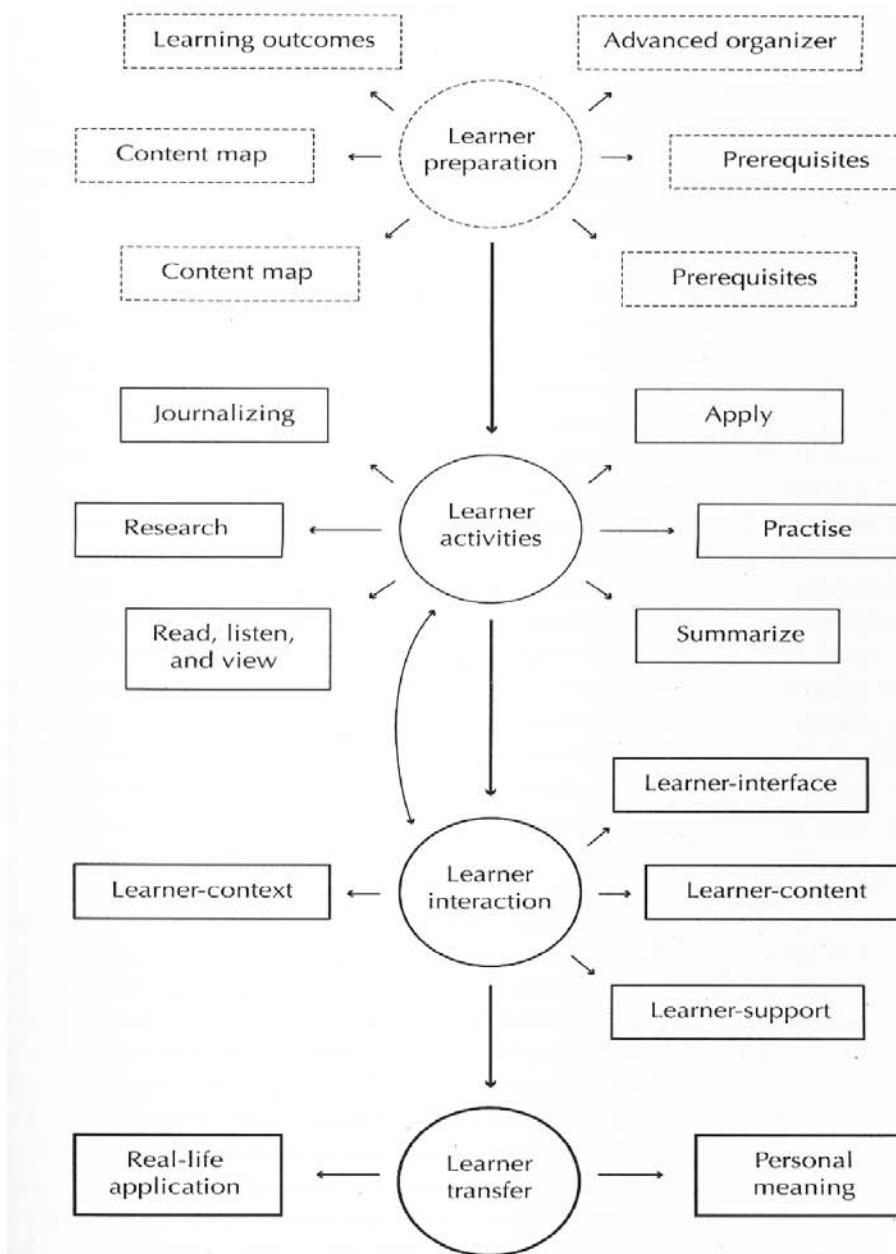 Learning outcomes
Advanced organizer
Learner
preparation
Content map
Prerequisites
Content map
Prerequisites
Journalizing
Apply
Learner
activities
Research
Practise
Read, listen,
and view
Summarize
Learner-interface
Learner
interaction
Learner-context
Learner-content
Learner-support
Real-life
application
Learner
transfer
Personal
meaning